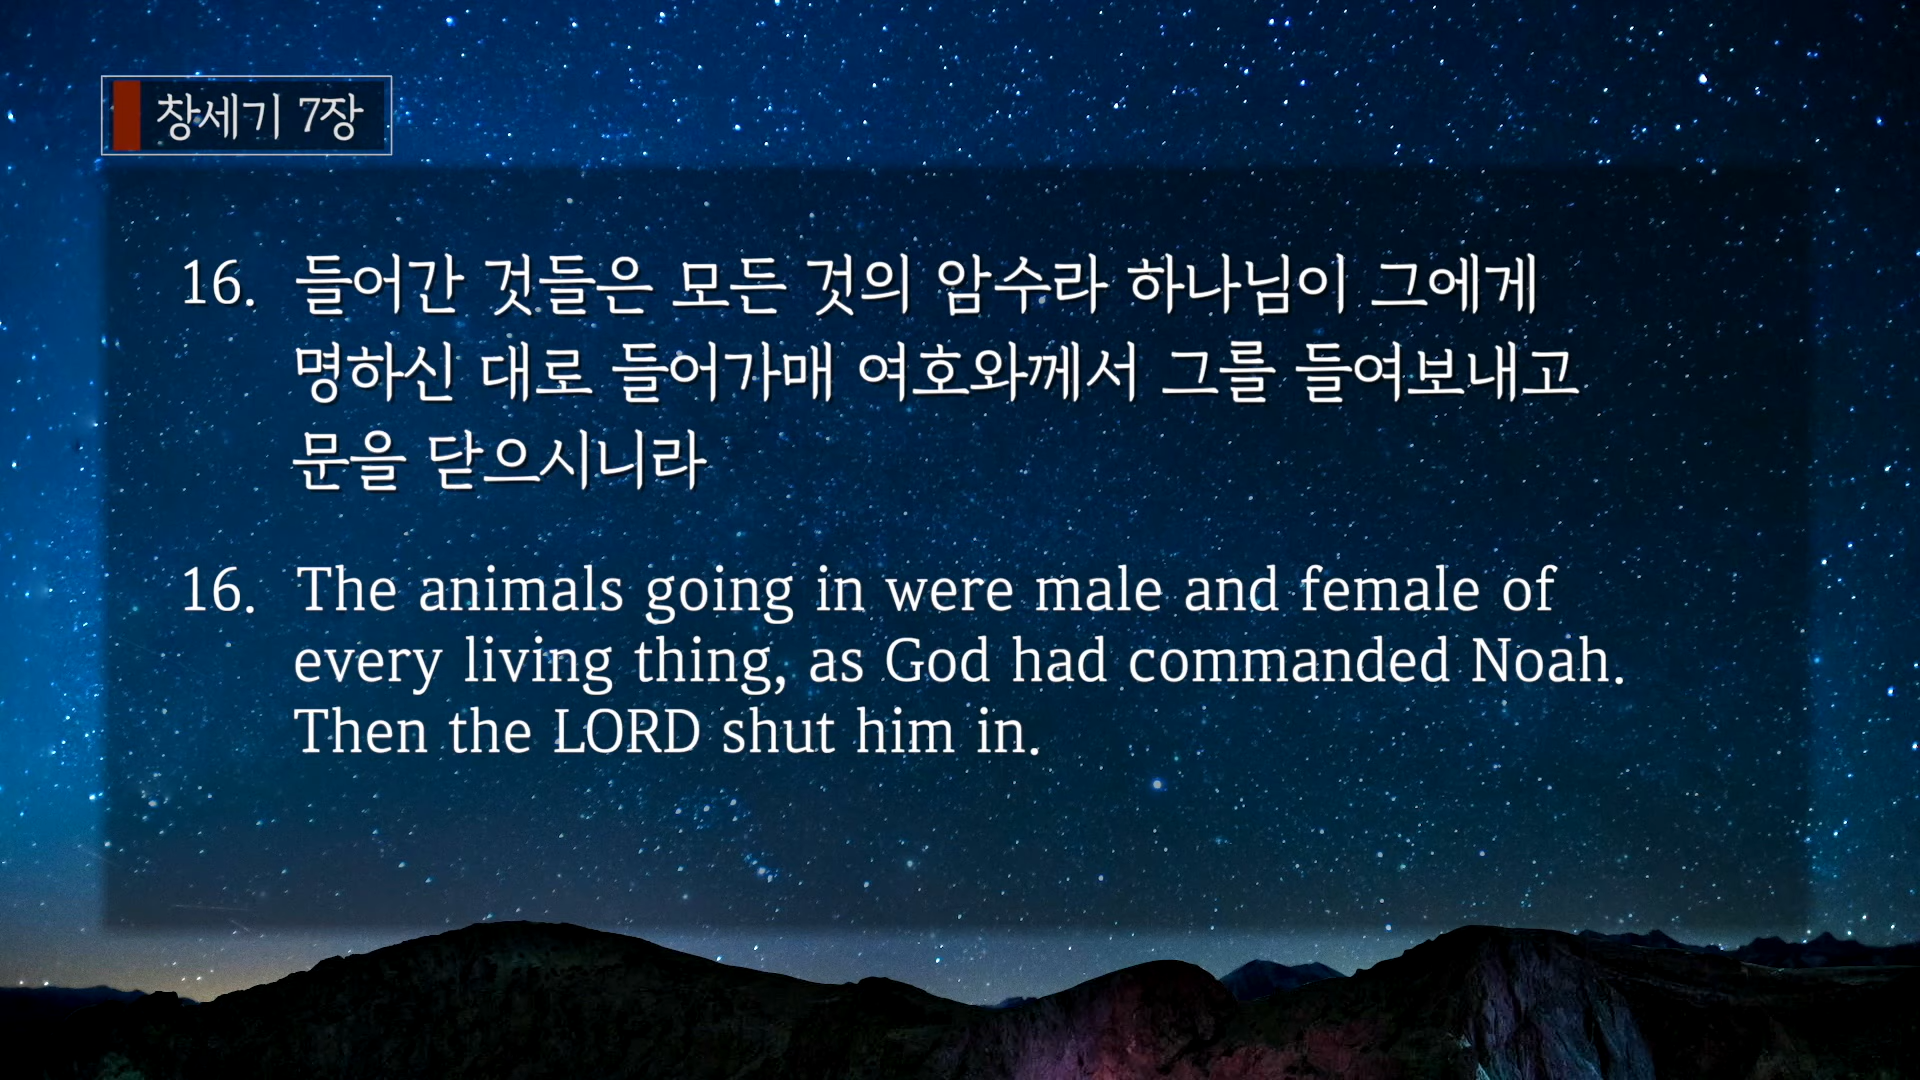 창세기 7장
16. 들어간 것들은 모든 것의 암수라 하나님이 그에게
명하신 대로 들어가매 여호와께서 그를 들여보내고
문을 닫으시니라
16. The animals going in were male and female of
every living thing, as God had commanded Noah.
Then the LORD shut him in.